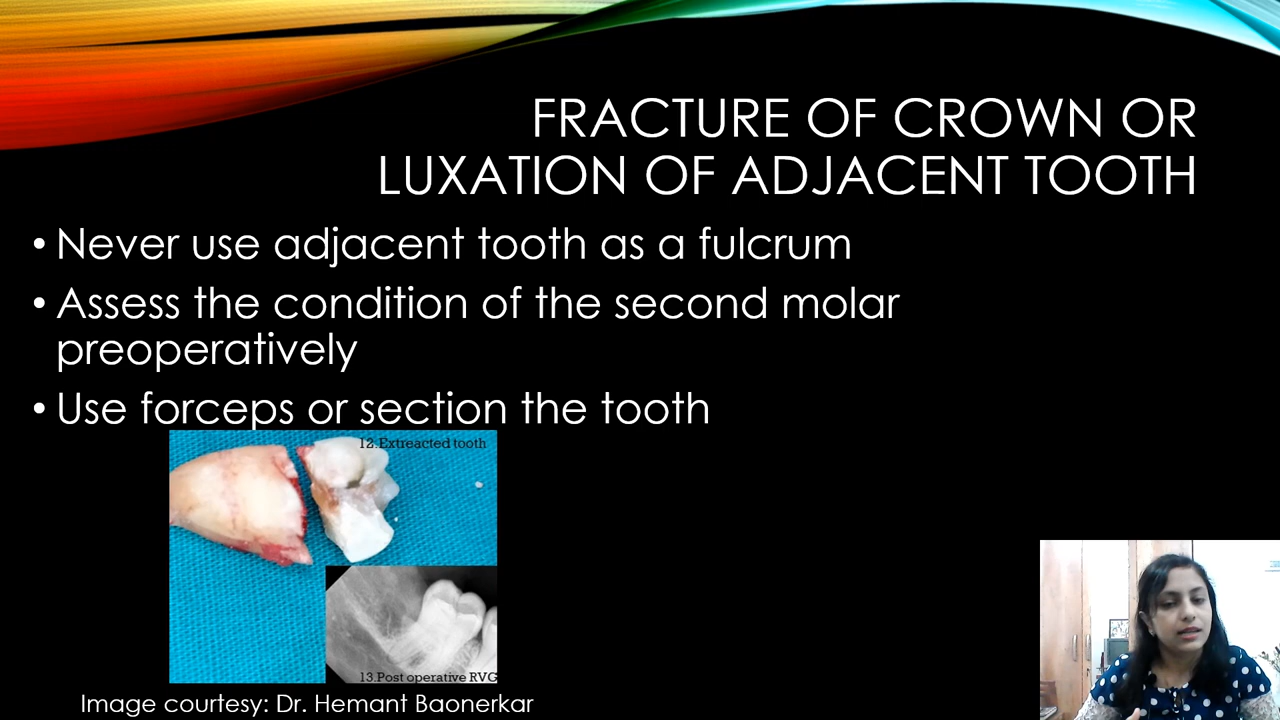 FRACTURE OF CROWN OR
LUXATION OF ADJACENT TOOTH
• Never use adjacent tooth as a fulcrum
• Assess the condition of the second molar
preoperatively
• Use forceps or section the tooth
12.Extreacted tooth
13.Post operative RVG
Image courtesy: Dr. Hemant Baonerkar